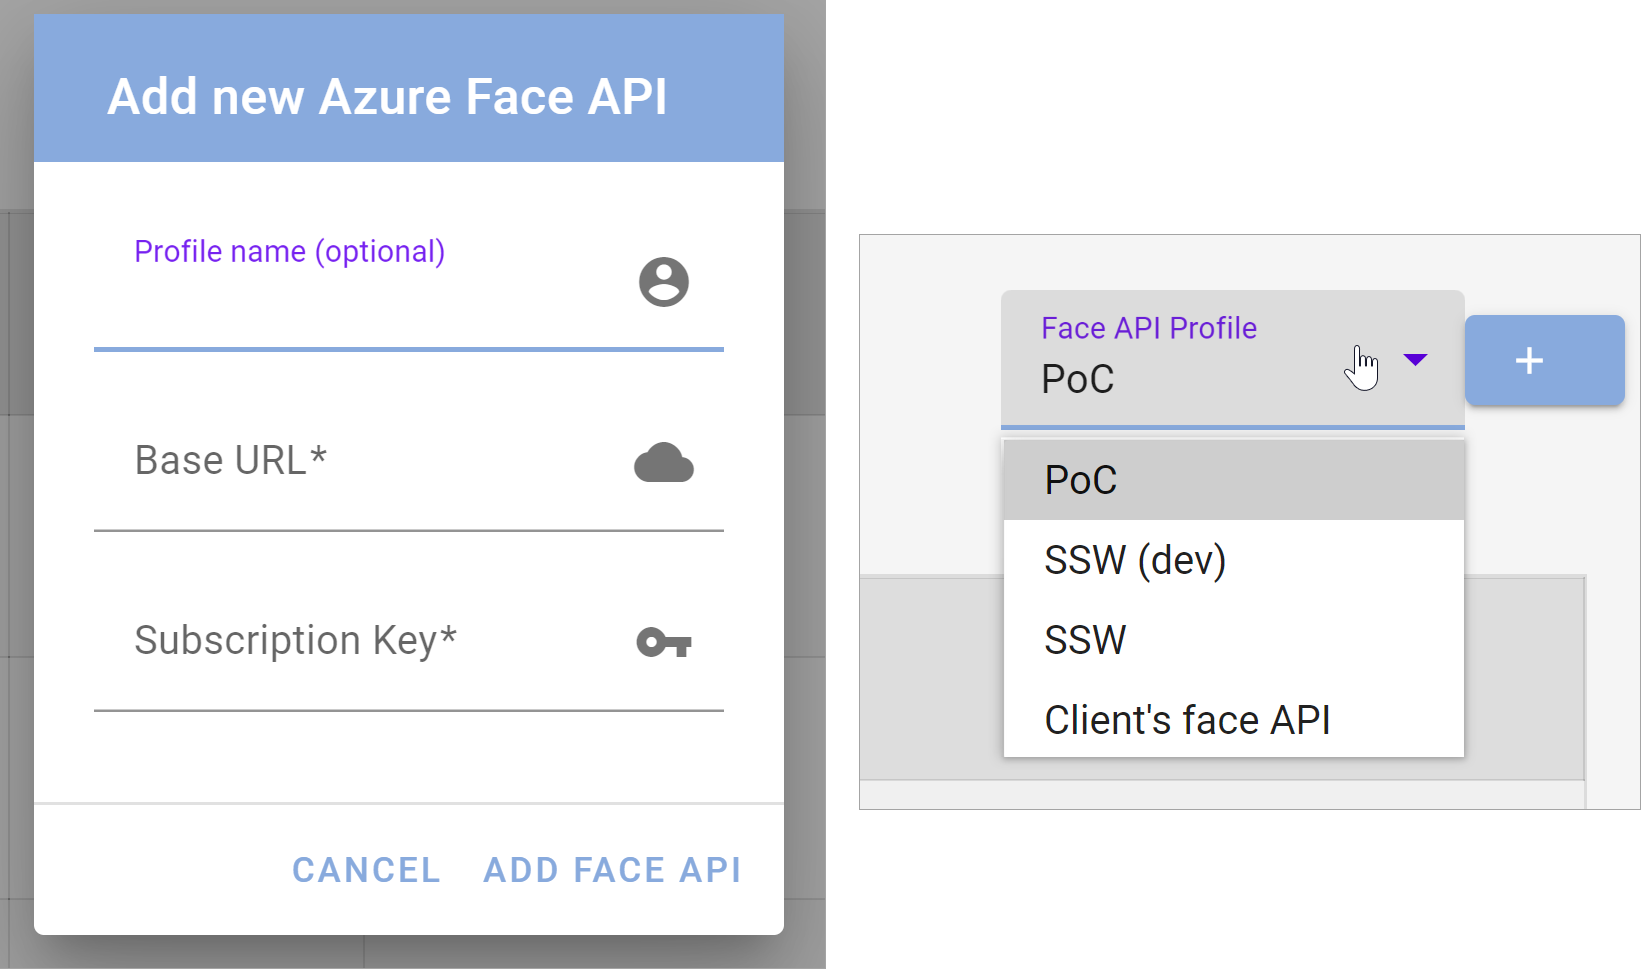 Add new Azure Face API
Profile name (optional)
Base URL*
Subscription Key*
CANCEL ADD FACE API
Face API Profile
PoC
+
PoC
SSW (dev)
SSW
Client's face API